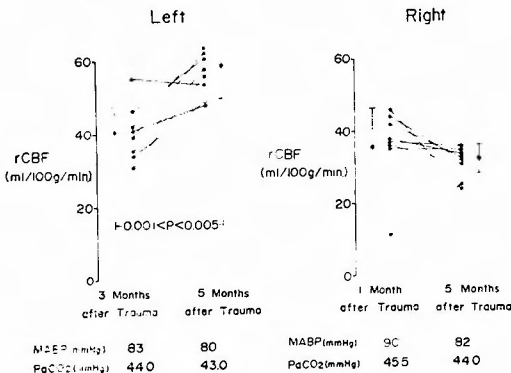 Left
60
40
rCBF
(ml/100g/min)
20
⊢0.001<P<0.005⊣
0
3 Months
after Trauma
5 Months
after Trauma
MABP(mmHg) 83 80
PaCO2(mmHg) 44.0 43.0
Right
60
40
rCBF
(ml/100g/min)
20
0
1 Month
after Trauma
5 Months
after Trauma
MABP(mmHg) 90 82
PaCO2(mmHg) 45.5 44.0